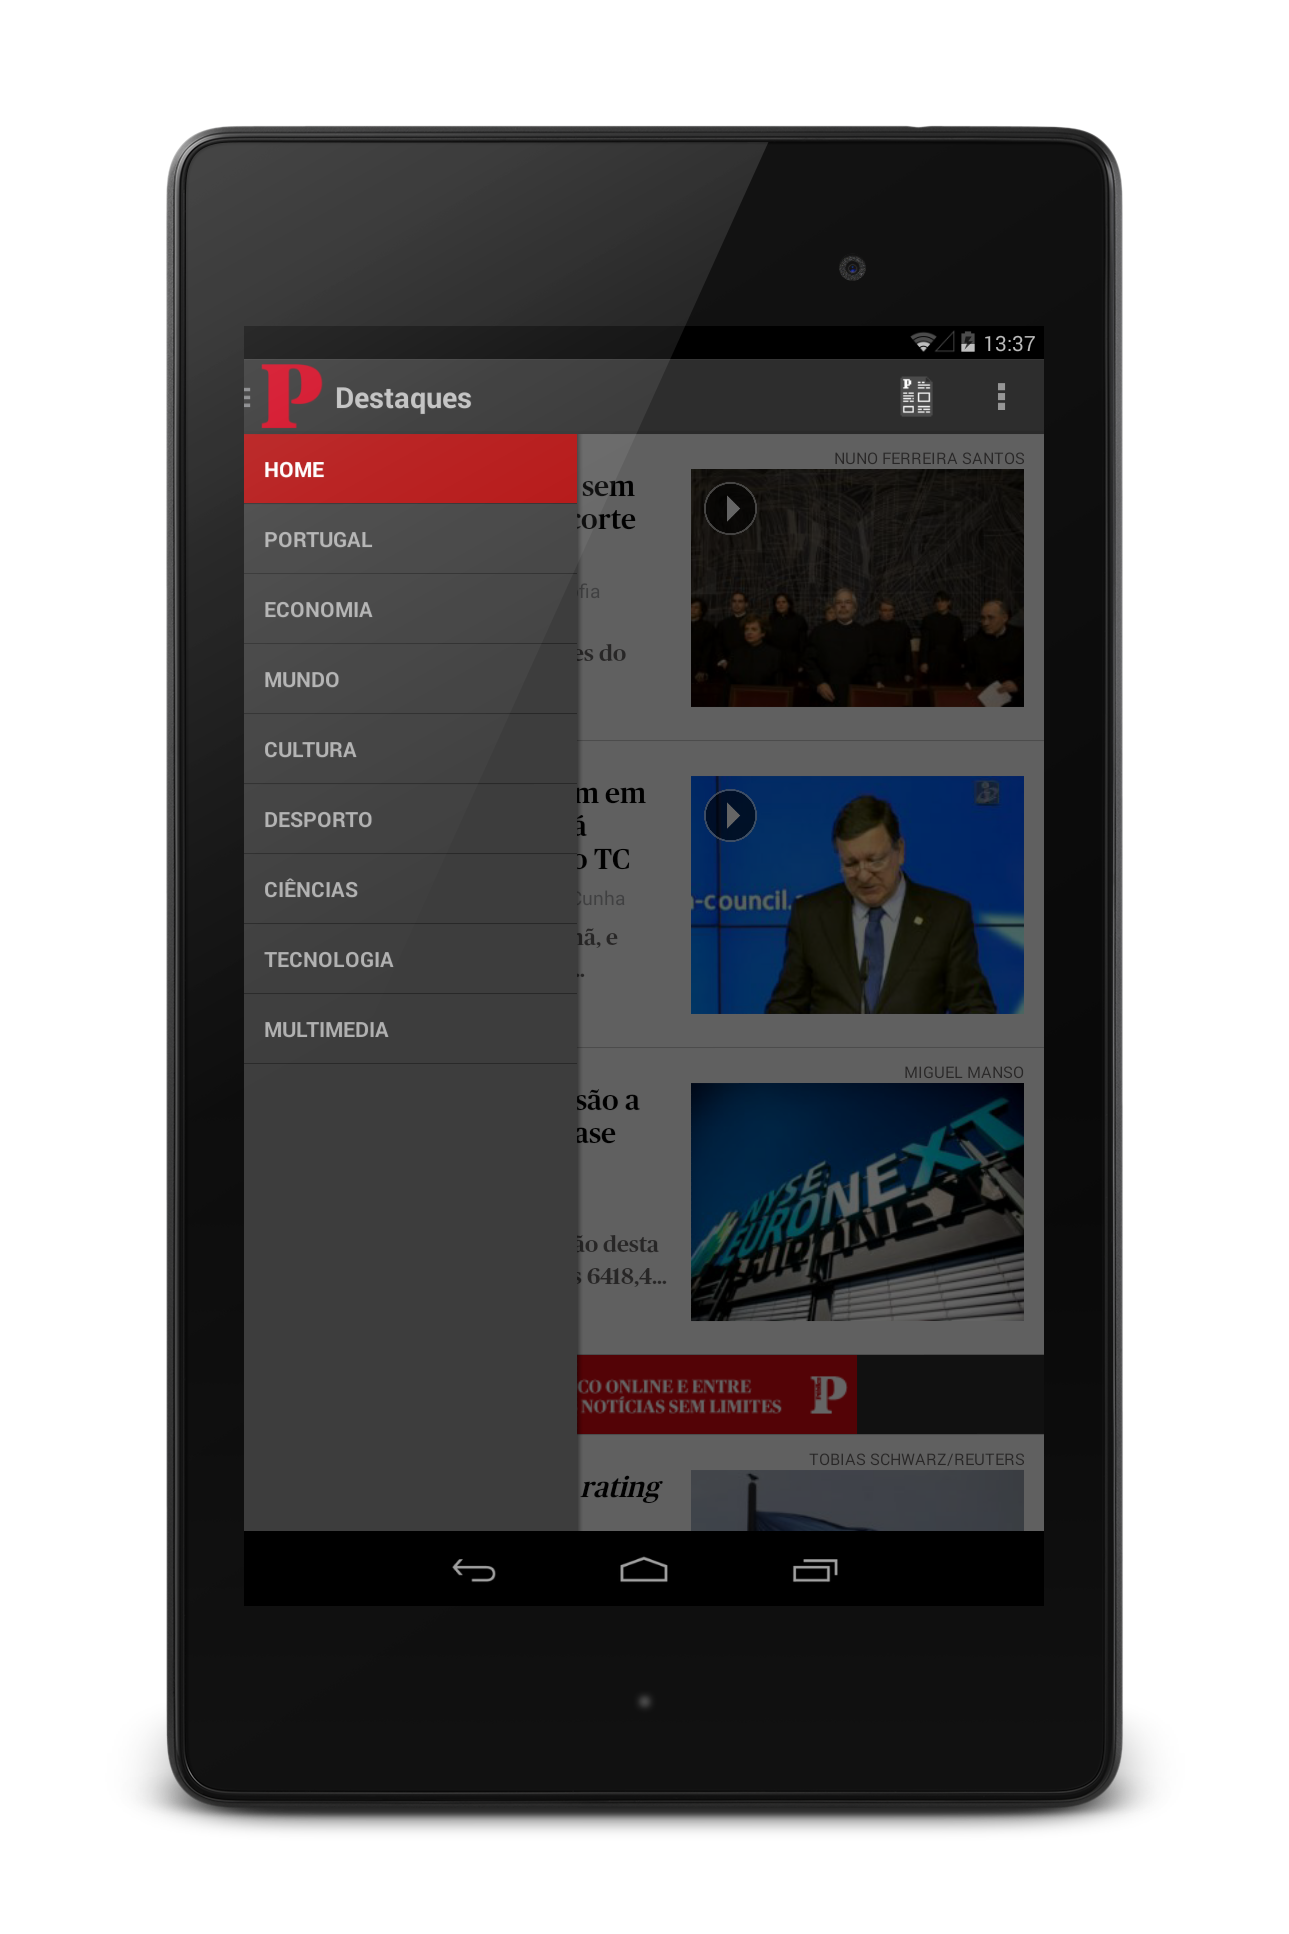 13:37
P Destaques
HOME
PORTUGAL
ECONOMIA
MUNDO
CULTURA
DESPORTO
CIÊNCIAS
TECNOLOGIA
MULTIMEDIA
NUNO FERREIRA SANTOS
sem
corte
ofia
es do
m em
á
o TC
Cunha
ã, e
...
-council.
MIGUEL MANSO
são a
ase
ão desta
s 6418,4...
NYSE
EURONEXT
CO ONLINE E ENTRE
NOTÍCIAS SEM LIMITES
P
TOBIAS SCHWARZ/REUTERS
rating